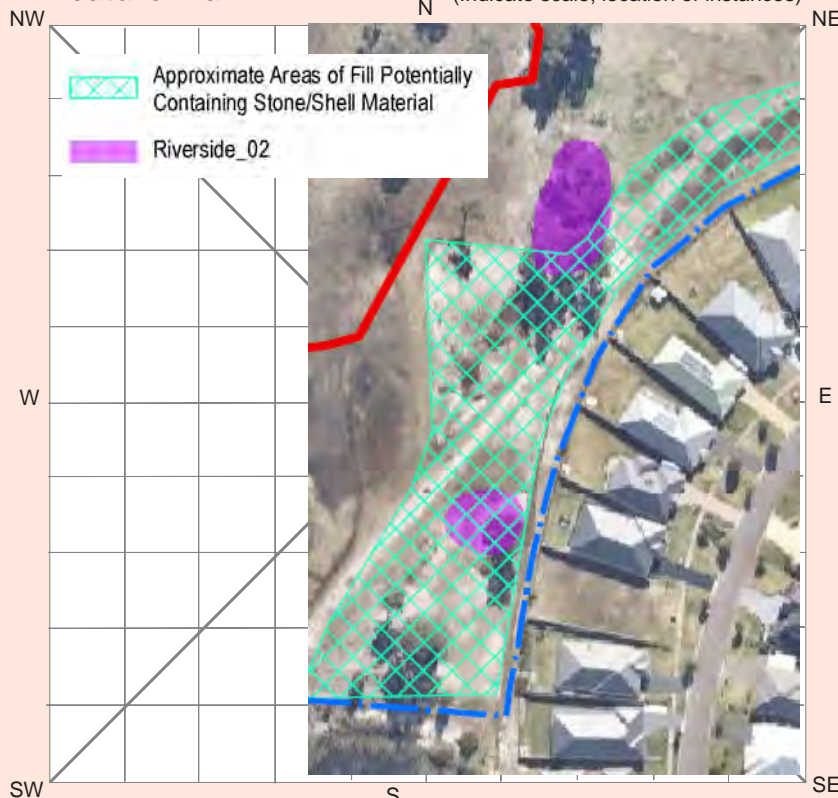 N
(indicate scale, location of instances)
NW
NE
Approximate Areas of Fill Potentially
Containing Stone/Shell Material
Riverside_02
W
E
SW
S
SE